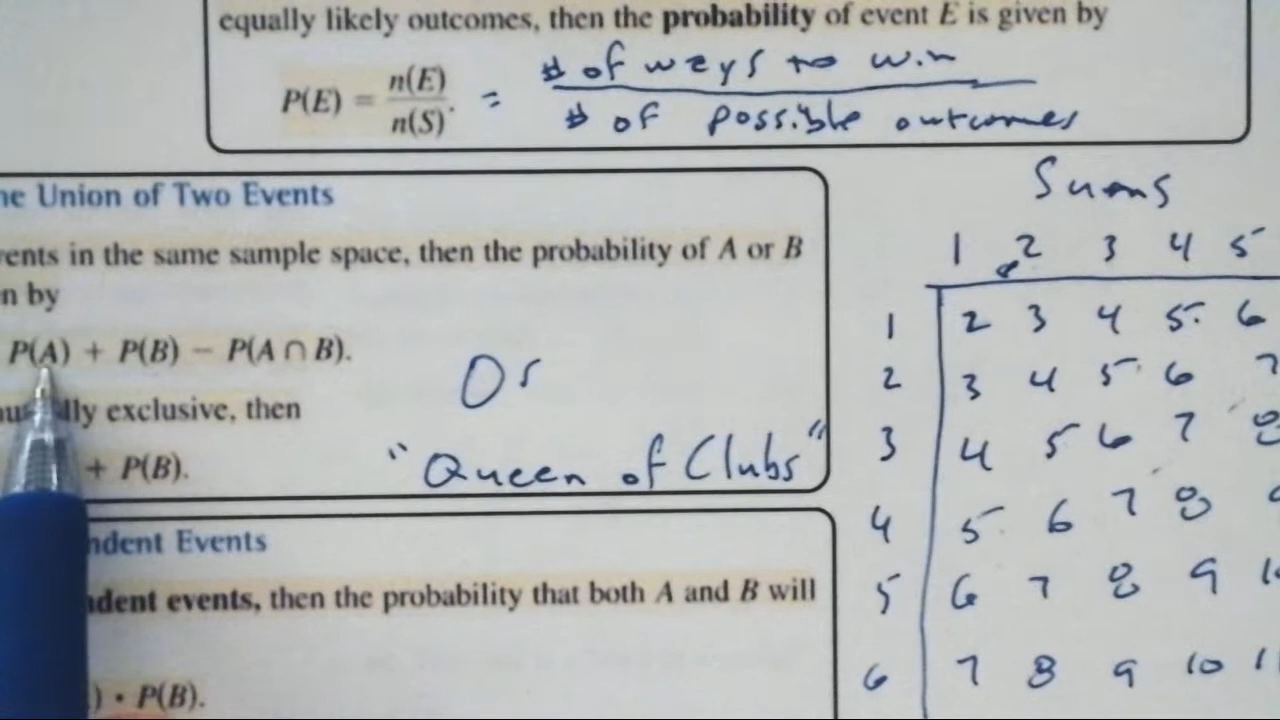 equally likely outcomes, then the probability of event E is given by
P(E) = n(E)/n(S). = # of ways to win / # of possible outcomes
he Union of Two Events
ents in the same sample space, then the probability of A or B
n by
P(A) + P(B) − P(A ∩ B).
lly exclusive, then
+ P(B).
Or
"Queen of Clubs"
ndent Events
dent events, then the probability that both A and B will
) · P(B).
Sums
1 2 3 4 5
1 2 3 4 5 6
2 3 4 5 6 7
3 4 5 6 7 8
4 5 6 7 8
5 6 7 8 9
6 7 8 9 10